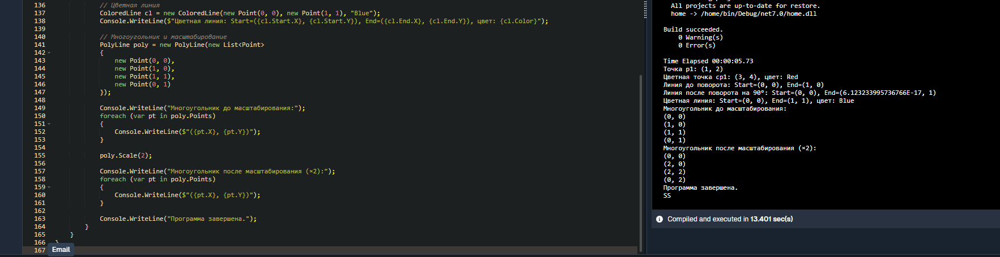 136 // Цветная линия
137 ColoredLine cl = new ColoredLine(new Point(0, 0), new Point(1, 1), "Blue");
138 Console.WriteLine($"Цветная линия: Start=({cl.Start.X}, {cl.Start.Y}), End=({cl.End.X}, {cl.End.Y}), цвет: {cl.Color}");
139
140 // Многоугольник и масштабирование
141 PolyLine poly = new PolyLine(new List<Point>
142 {
143 new Point(0, 0),
144 new Point(1, 0),
145 new Point(1, 1),
146 new Point(0, 1)
147 });
148
149 Console.WriteLine("Многоугольник до масштабирования:");
150 foreach (var pt in poly.Points)
151 {
152 Console.WriteLine($"({pt.X}, {pt.Y})");
153 }
154
155 poly.Scale(2);
156
157 Console.WriteLine("Многоугольник после масштабирования (×2):");
158 foreach (var pt in poly.Points)
159 {
160 Console.WriteLine($"({pt.X}, {pt.Y})");
161 }
162
163 Console.WriteLine("Программа завершена.");
164 }
165 }
166 }
167
Email
All projects are up-to-date for restore.
home -> /home/bin/Debug/net7.0/home.dll
Build succeeded.
0 Warning(s)
0 Error(s)
Time Elapsed 00:00:05.73
Точка p1: (1, 2)
Цветная точка cp1: (3, 4), цвет: Red
Линия до поворота: Start=(0, 0), End=(1, 0)
Линия после поворота на 90°: Start=(0, 0), End=(6.123233995736766E-17, 1)
Цветная линия: Start=(0, 0), End=(1, 1), цвет: Blue
Многоугольник до масштабирования:
(0, 0)
(1, 0)
(1, 1)
(0, 1)
Многоугольник после масштабирования (×2):
(0, 0)
(2, 0)
(2, 2)
(0, 2)
Программа завершена.
SS
Compiled and executed in 13.401 sec(s)